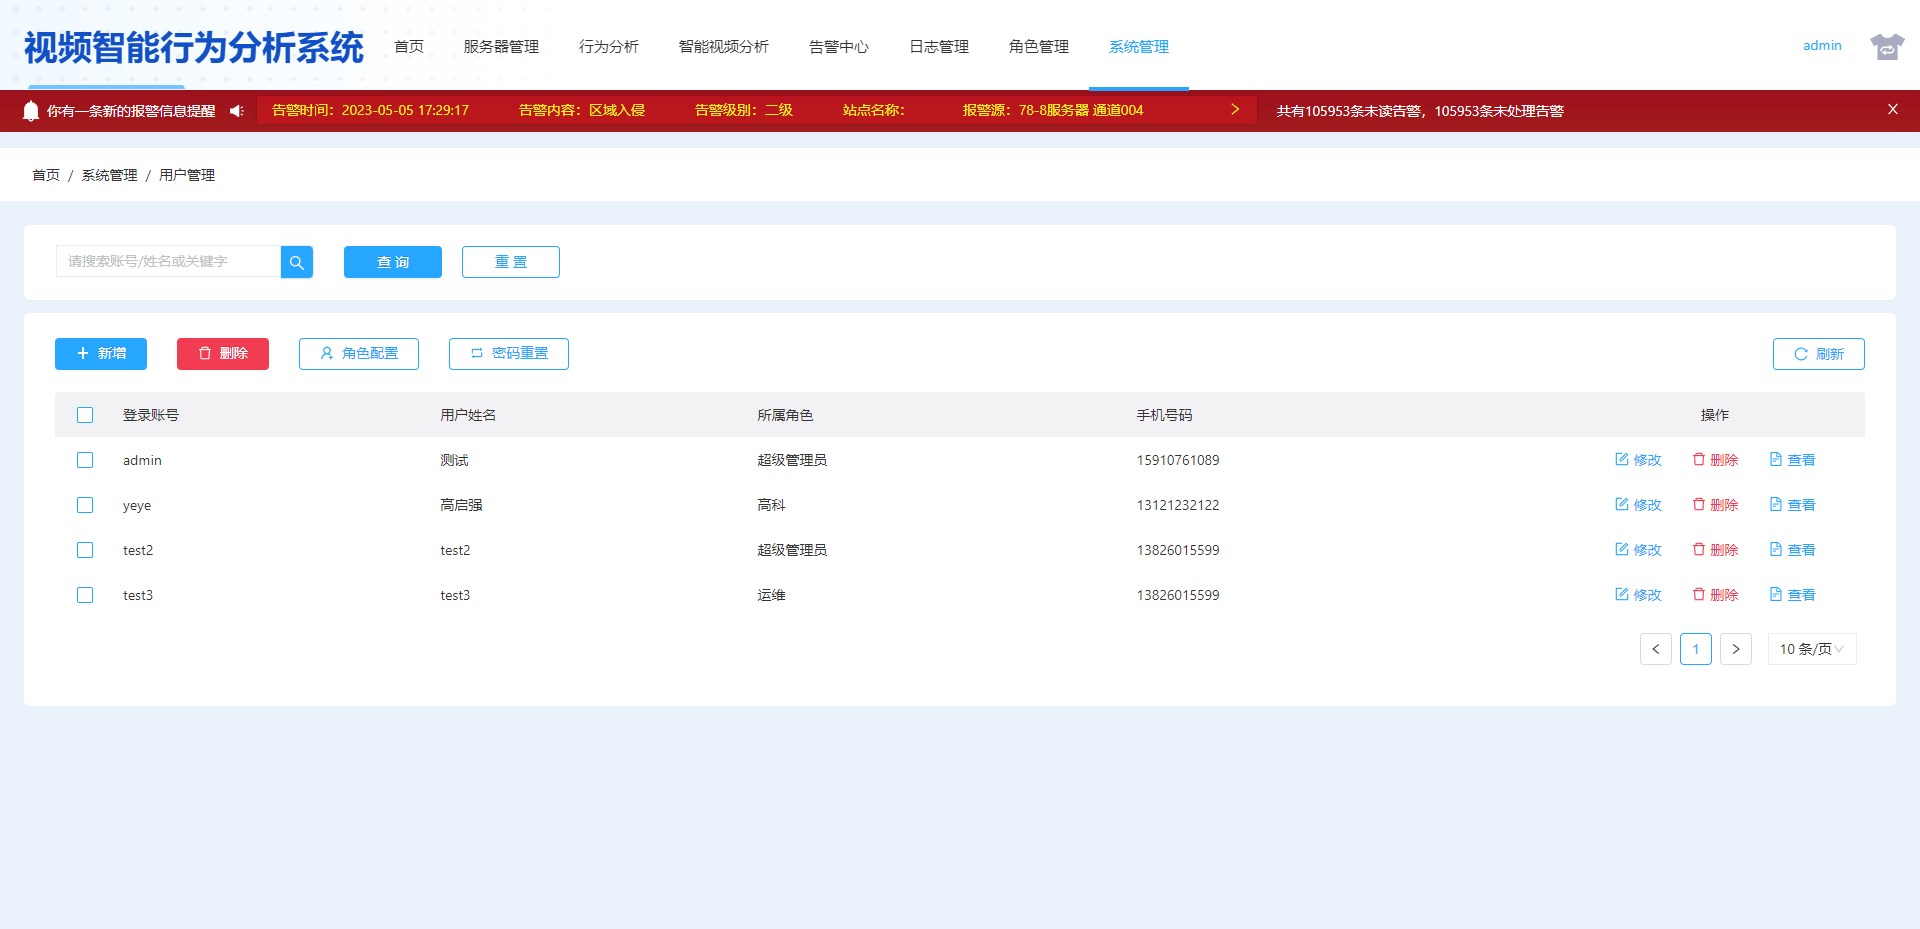 视频智能行为分析系统 首页 服务器管理 行为分析 智能视频分析 告警中心 日志管理 角色管理 系统管理 admin
你有一条新的报警信息提醒 告警时间：2023-05-05 17:29:17 告警内容：区域入侵 告警级别：二级 站点名称： 报警源：78-8服务器 通道004 共有105953条未读告警，105953条未处理告警 X
首页 / 系统管理 / 用户管理
请搜索账号/姓名或关键字 查 询 重 置
新增 删除 角色配置 密码重置 刷新
登录账号 用户姓名 所属角色 手机号码 操作
admin 测试 超级管理员 15910761089 修改 删除 查看
yeye 高启强 高科 13121232122 修改 删除 查看
test2 test2 超级管理员 13826015599 修改 删除 查看
test3 test3 运维 13826015599 修改 删除 查看
< 1 > 10 条/页